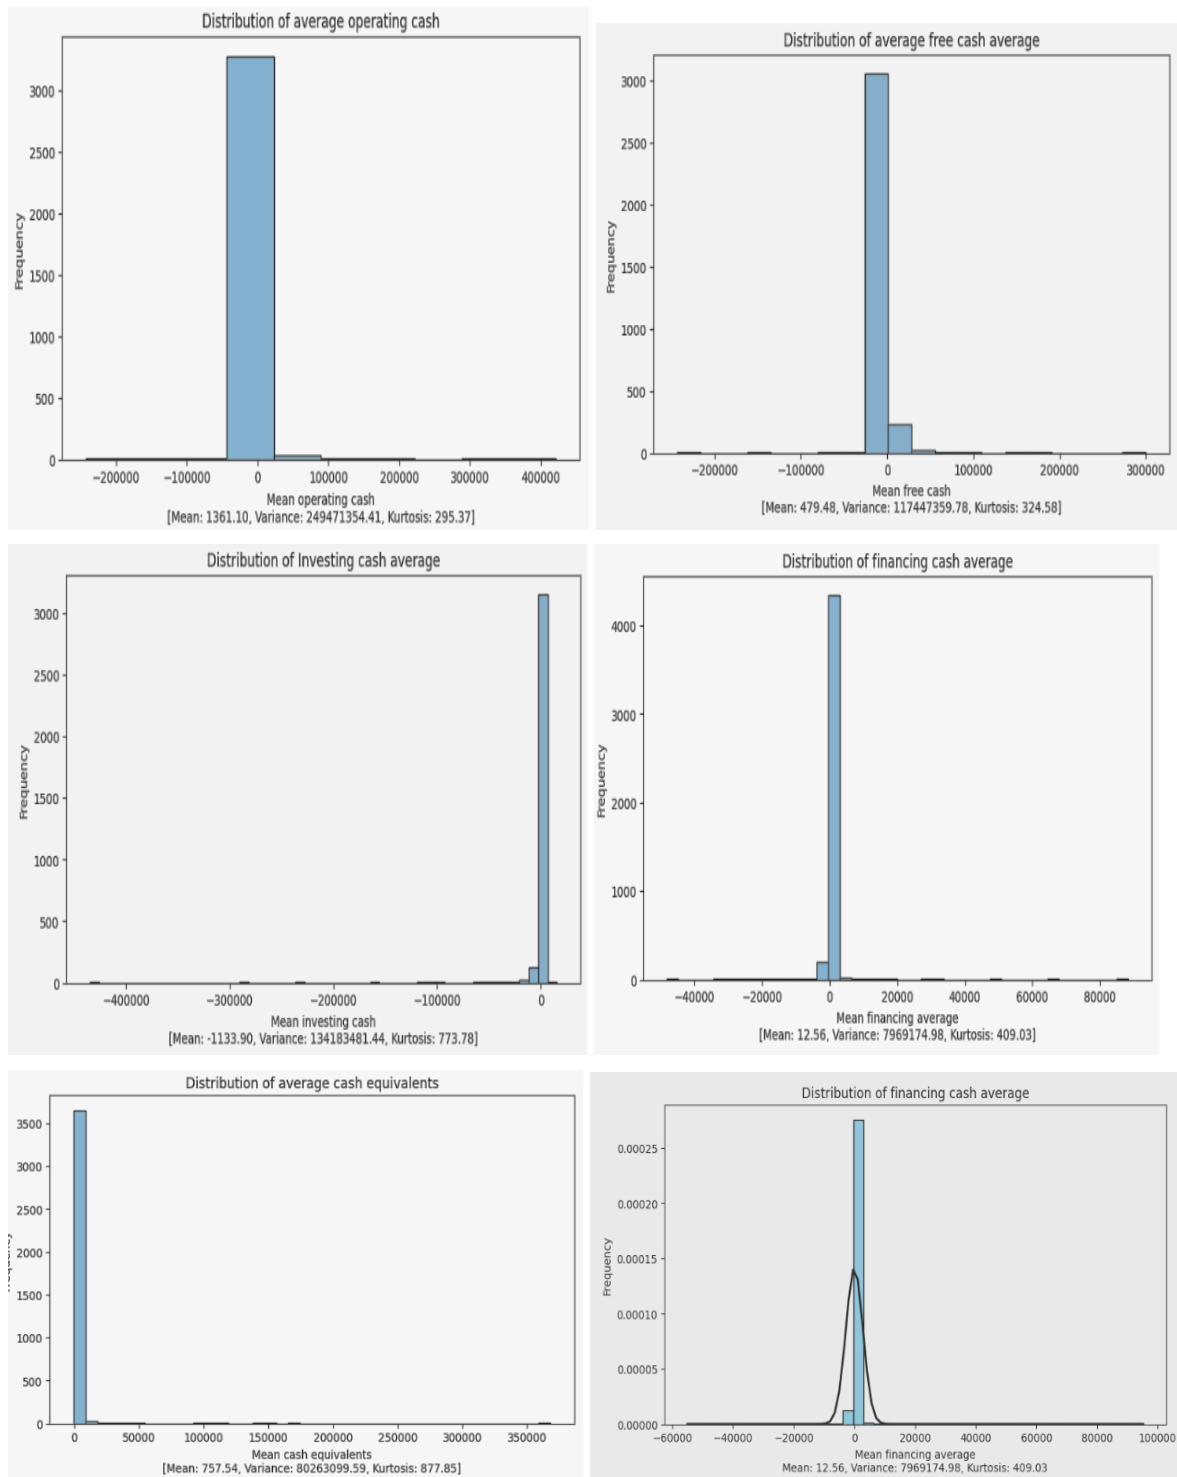 Distribution of average operating cash
Frequency
3000
2500
2000
1500
1000
500
0
−200000 −100000 0 100000 200000 300000 400000
Mean operating cash
[Mean: 1361.10, Variance: 249471354.41, Kurtosis: 295.37]
Distribution of average free cash average
Frequency
3000
2500
2000
1500
1000
500
0
−200000 −100000 0 100000 200000 300000
Mean free cash
[Mean: 479.48, Variance: 117447359.78, Kurtosis: 324.58]
Distribution of Investing cash average
Frequency
3000
2500
2000
1500
1000
500
0
−400000 −300000 −200000 −100000 0
Mean investing cash
[Mean: -1133.90, Variance: 134183481.44, Kurtosis: 773.78]
Distribution of financing cash average
Frequency
4000
3000
2000
1000
0
−40000 −20000 0 20000 40000 60000 80000
Mean financing average
[Mean: 12.56, Variance: 7969174.98, Kurtosis: 409.03]
Distribution of average cash equivalents
3500
3000
2500
2000
1500
1000
500
0
0 50000 100000 150000 200000 250000 300000 350000
Mean cash equivalents
[Mean: 757.54, Variance: 80263099.59, Kurtosis: 877.85]
Distribution of financing cash average
Frequency
0.00025
0.00020
0.00015
0.00010
0.00005
0.00000
−60000 −40000 −20000 0 20000 40000 60000 80000 100000
Mean financing average
Mean: 12.56, Variance: 7969174.98, Kurtosis: 409.03